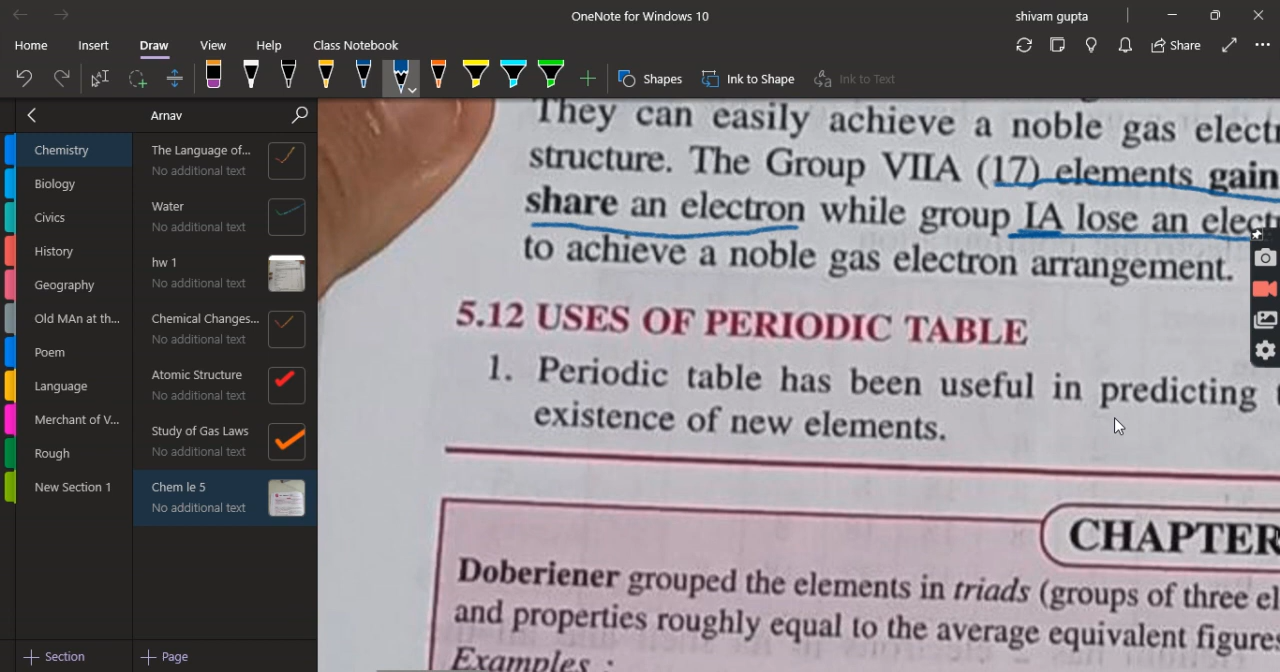 OneNote for Windows 10
shivam gupta
Home Insert Draw View Help Class Notebook
Share
Shapes Ink to Shape Ink to Text
Arnav
Chemistry
Biology
Civics
History
Geography
Old MAn at th...
Poem
Language
Merchant of V...
Rough
New Section 1
The Language of...
No additional text
Water
No additional text
hw 1
No additional text
Chemical Changes...
No additional text
Atomic Structure
No additional text
Study of Gas Laws
No additional text
Chem le 5
No additional text
Section
Page
They can easily achieve a noble gas elect
structure. The Group VIIA (17) elements gain
share an electron while group IA lose an elect
to achieve a noble gas electron arrangement.
5.12 USES OF PERIODIC TABLE
1. Periodic table has been useful in predicting
existence of new elements.
CHAPTER
Doberiener grouped the elements in triads (groups of three el
and properties roughly equal to the average equivalent figure
Examples :